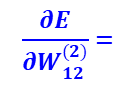 ∂E/∂W₁₂⁽²⁾ =